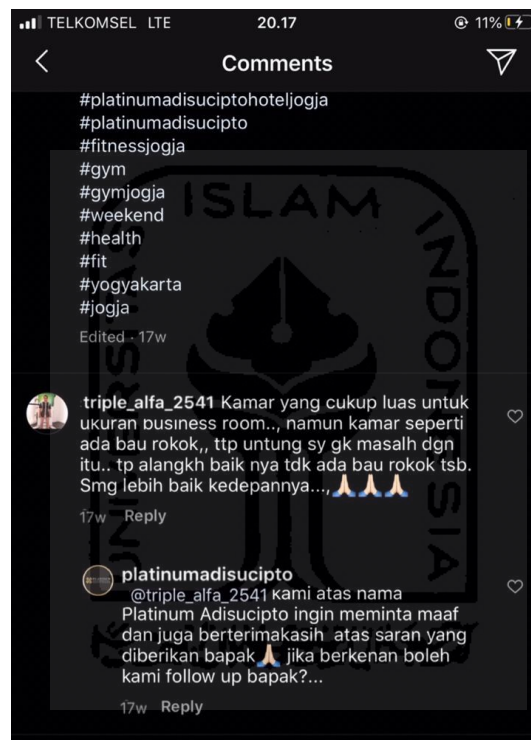 TELKOMSEL LTE 20.17 11%
Comments
#platinumadisuciptohoteljogja
#platinumadisucipto
#fitnessjogja
#gym
#gymjogja
#weekend
#health
#fit
#yogyakarta
#jogja
Edited · 17w
triple_alfa_2541 Kamar yang cukup luas untuk
ukuran business room.., namun kamar seperti
ada bau rokok,, ttp untung sy gk masalh dgn
itu.. tp alangkh baik nya tdk ada bau rokok tsb.
Smg lebih baik kedepannya...,🙏🏻🙏🏻🙏🏻
17w Reply
platinumadisucipto
@triple_alfa_2541 kami atas nama
Platinum Adisucipto ingin meminta maaf
dan juga berterimakasih atas saran yang
diberikan bapak🙏🏻 jika berkenan boleh
kami follow up bapak?...
17w Reply
UNIVERSITAS
ISLAM
INDONESIA